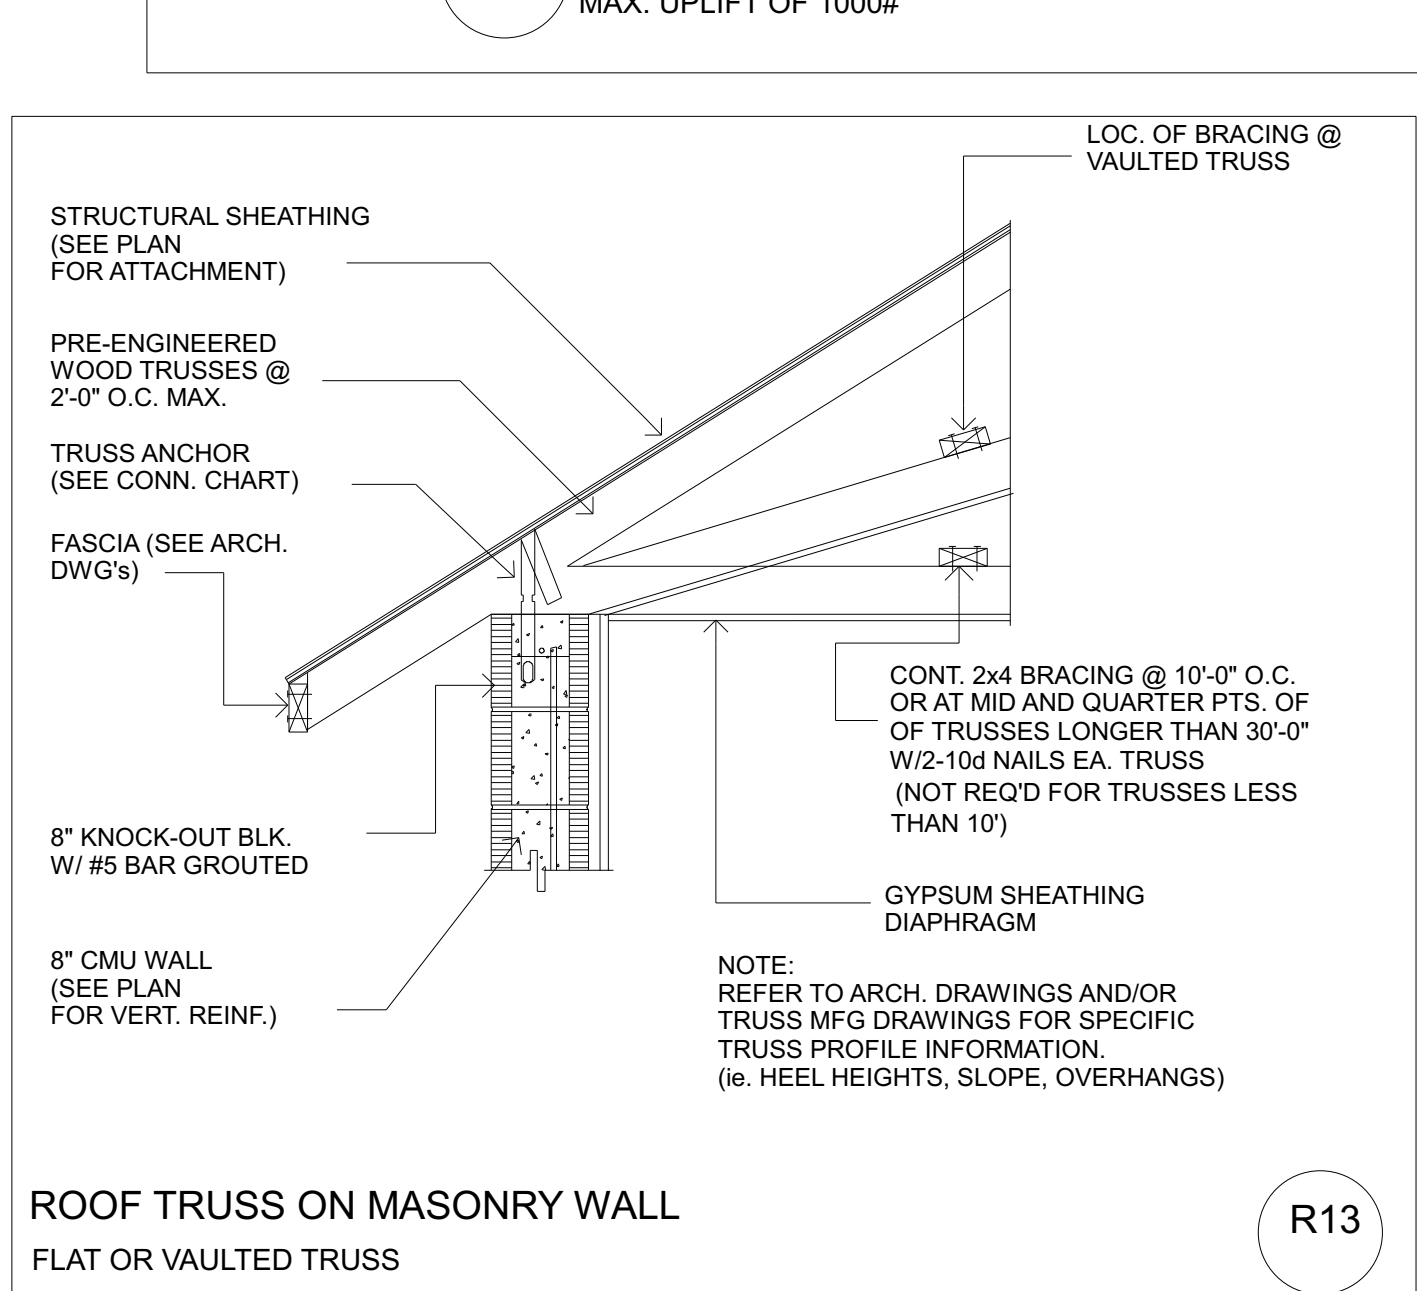 MAX. UPLIFT OF 1000#
LOC. OF BRACING @
VAULTED TRUSS
STRUCTURAL SHEATHING
(SEE PLAN
FOR ATTACHMENT)
PRE-ENGINEERED
WOOD TRUSSES @
2'-0" O.C. MAX.
TRUSS ANCHOR
(SEE CONN. CHART)
FASCIA (SEE ARCH.
DWG's)
CONT. 2x4 BRACING @ 10'-0" O.C.
OR AT MID AND QUARTER PTS. OF
OF TRUSSES LONGER THAN 30'-0"
W/2-10d NAILS EA. TRUSS
(NOT REQ'D FOR TRUSSES LESS
THAN 10')
8" KNOCK-OUT BLK.
W/ #5 BAR GROUTED
GYPSUM SHEATHING
DIAPHRAGM
8" CMU WALL
(SEE PLAN
FOR VERT. REINF.)
NOTE:
REFER TO ARCH. DRAWINGS AND/OR
TRUSS MFG DRAWINGS FOR SPECIFIC
TRUSS PROFILE INFORMATION.
(ie. HEEL HEIGHTS, SLOPE, OVERHANGS)
ROOF TRUSS ON MASONRY WALL
FLAT OR VAULTED TRUSS
R13